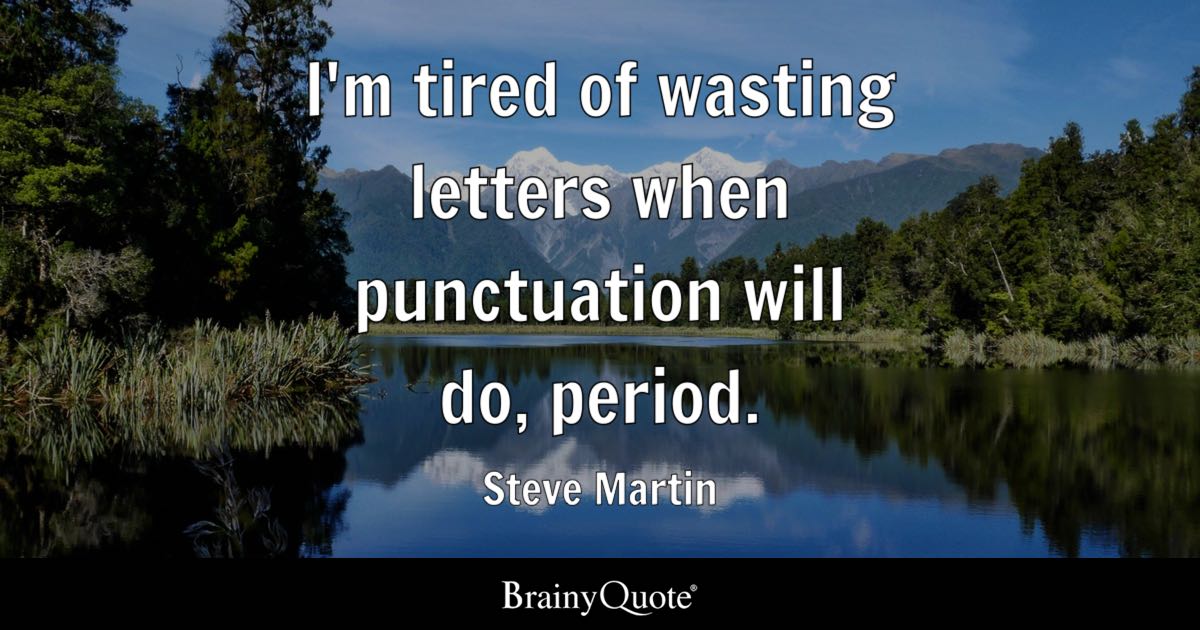 I'm tired of wasting
letters when
punctuation will
do, period.
Steve Martin
BrainyQuote®